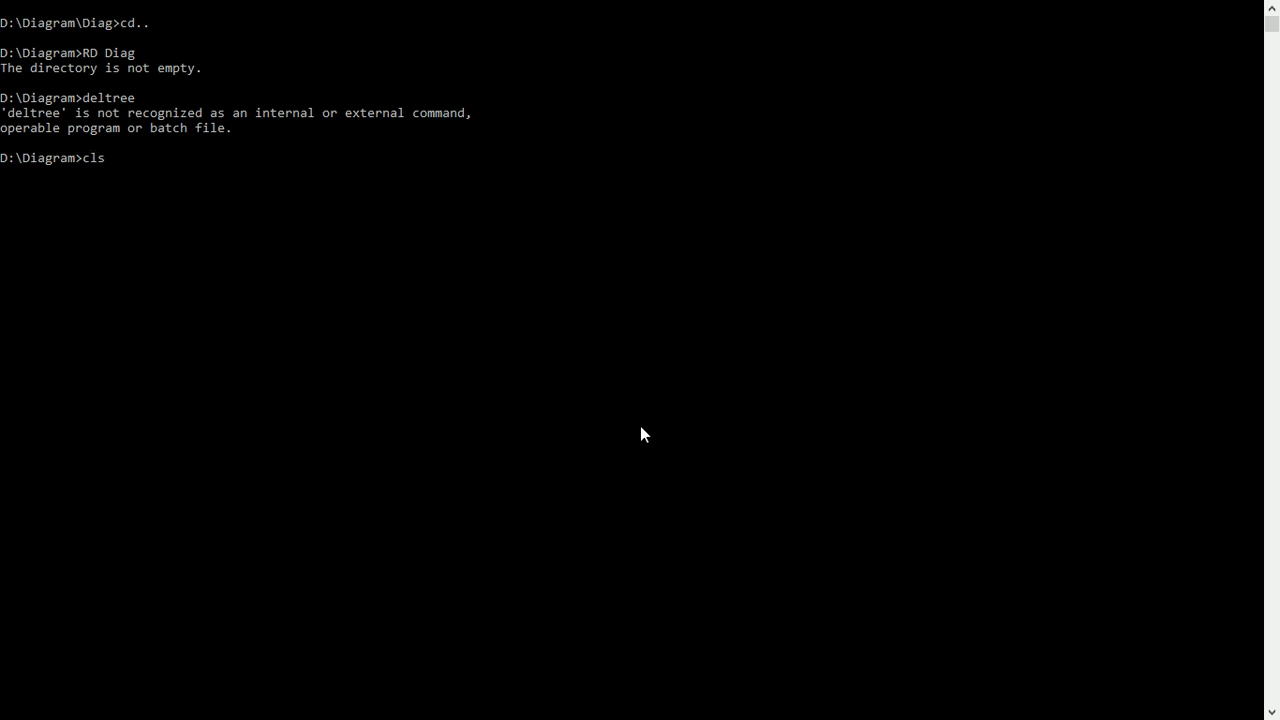 D:\Diagram\Diag>cd..
D:\Diagram>RD Diag
The directory is not empty.
D:\Diagram>deltree
'deltree' is not recognized as an internal or external command,
operable program or batch file.
D:\Diagram>cls